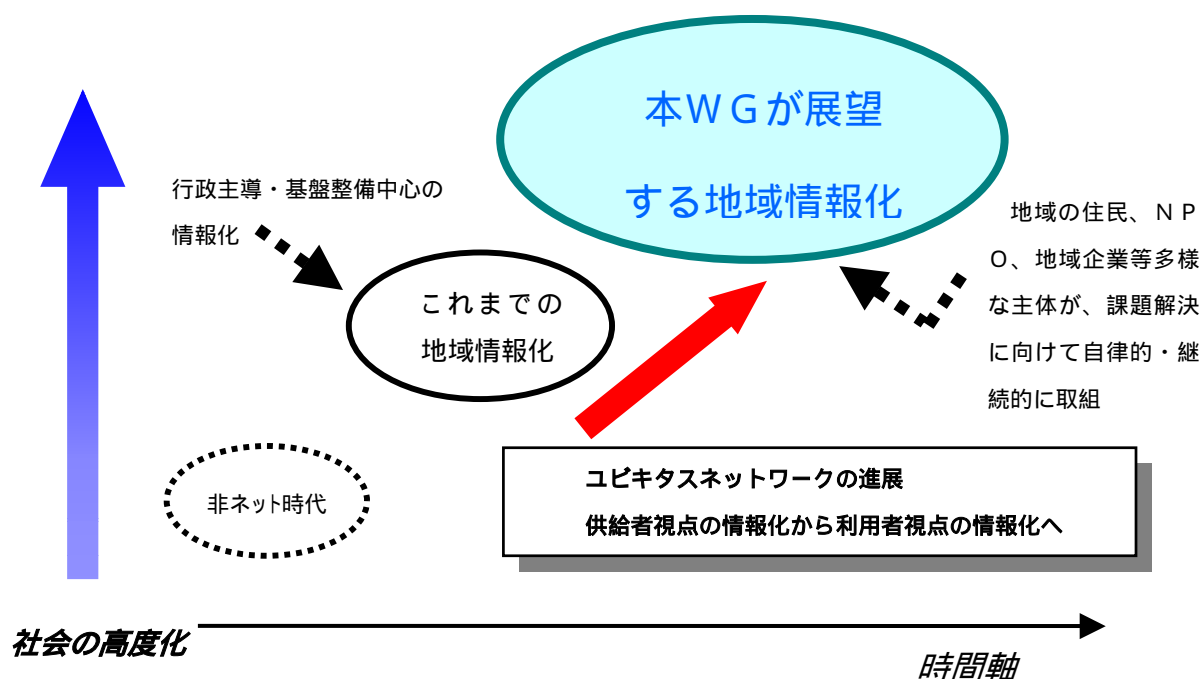 本ＷＧが展望
する地域情報化
行政主導・基盤整備中心の
情報化
地域の住民、ＮＰ
Ｏ、地域企業等多様
な主体が、課題解決
に向けて自律的・継
続的に取組
これまでの
地域情報化
非ネット時代
ユビキタスネットワークの進展
供給者視点の情報化から利用者視点の情報化へ
社会の高度化
時間軸